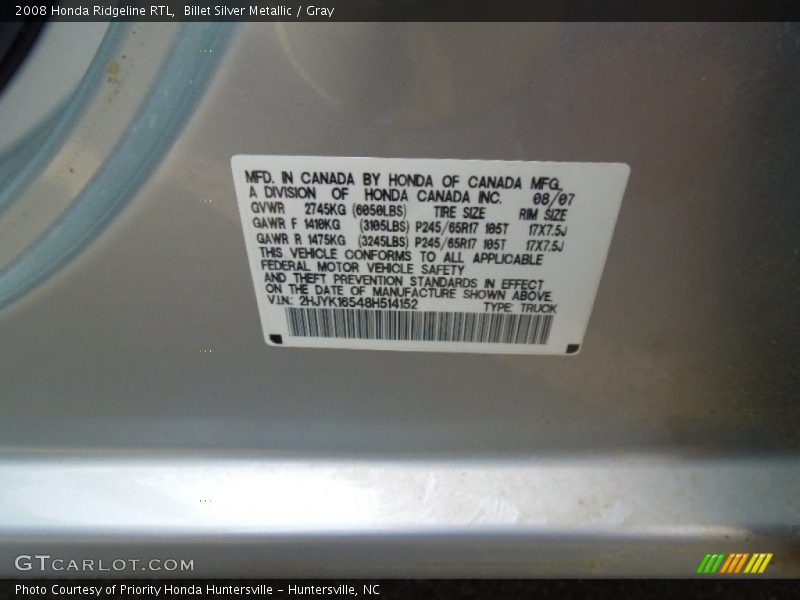 2008 Honda Ridgeline RTL,  Billet Silver Metallic / Gray
MFD. IN CANADA BY HONDA OF CANADA MFG.
A DIVISION OF HONDA CANADA INC. 08/07
GVWR 2745KG (6050LBS) TIRE SIZE RIM SIZE
GAWR F 1410KG (3105LBS) P245/65R17 105T 17X7.5J
GAWR R 1475KG (3245LBS) P245/65R17 105T 17X7.5J
THIS VEHICLE CONFORMS TO ALL APPLICABLE
FEDERAL MOTOR VEHICLE SAFETY
AND THEFT PREVENTION STANDARDS IN EFFECT
ON THE DATE OF MANUFACTURE SHOWN ABOVE.
V.I.N: 2HJYK16548H514152 TYPE: TRUCK
GTCARLOT.COM
Photo Courtesy of Priority Honda Huntersville – Huntersville, NC